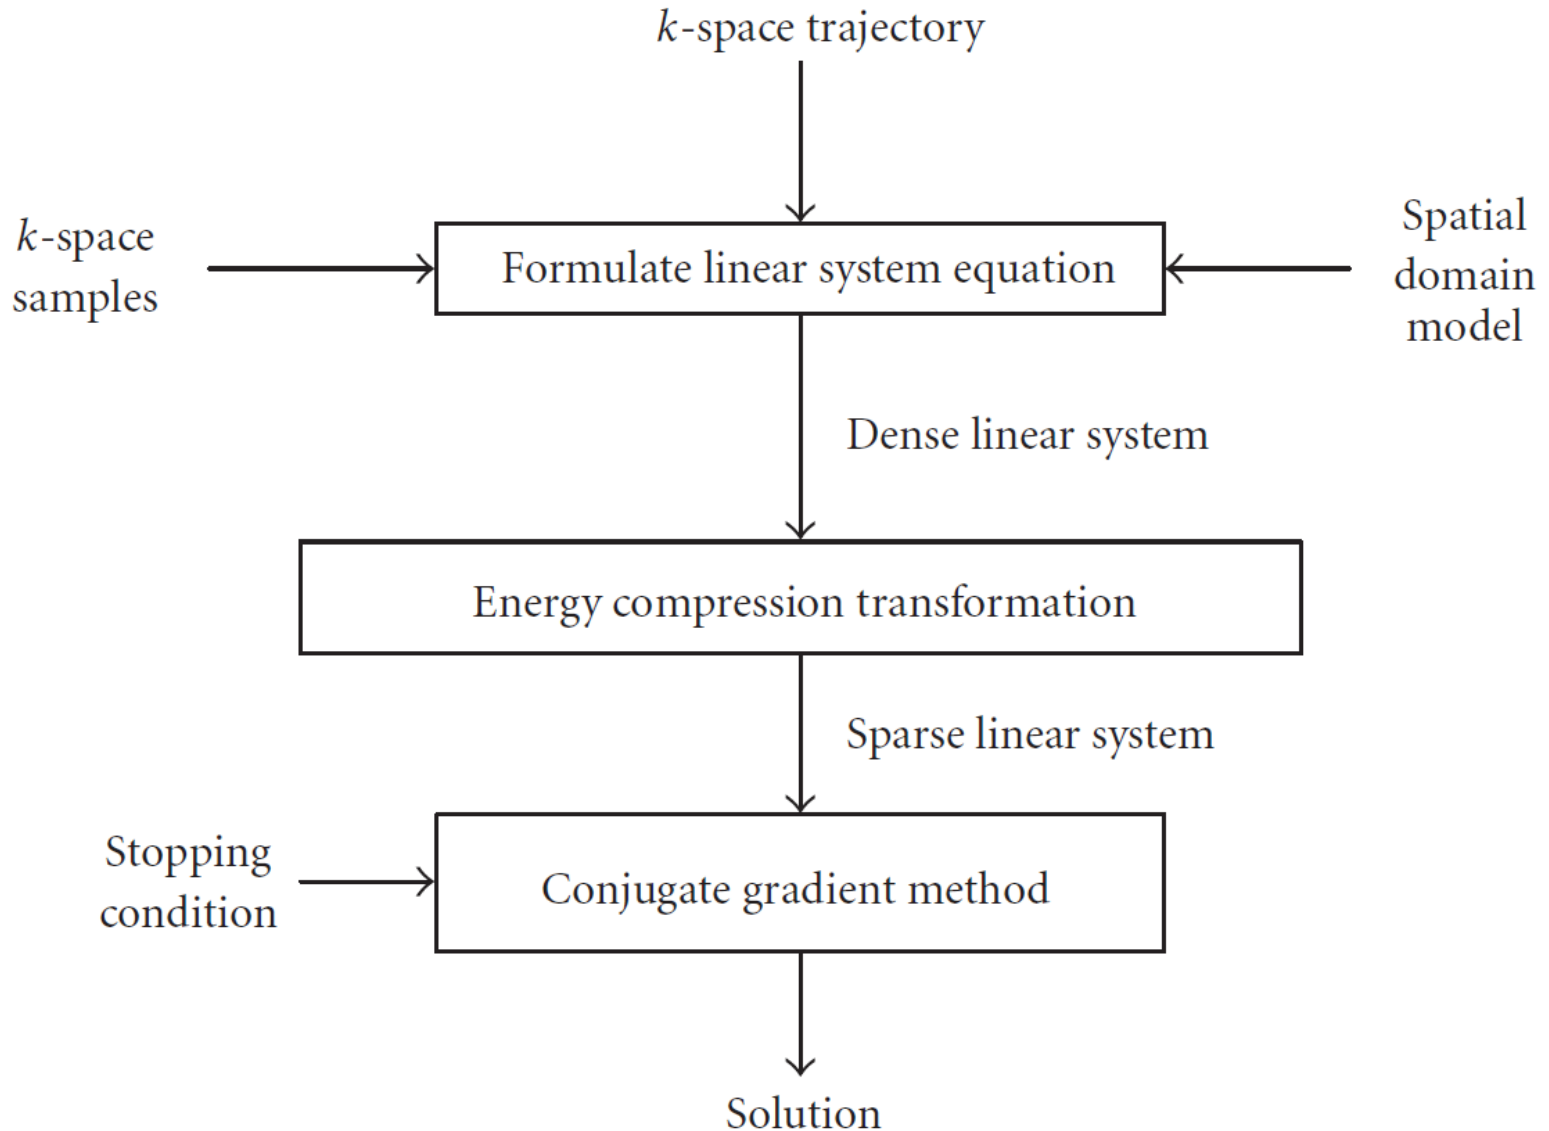 k-space trajectory
k-space
samples
Formulate linear system equation
Spatial
domain
model
Dense linear system
Energy compression transformation
Sparse linear system
Stopping
condition
Conjugate gradient method
Solution